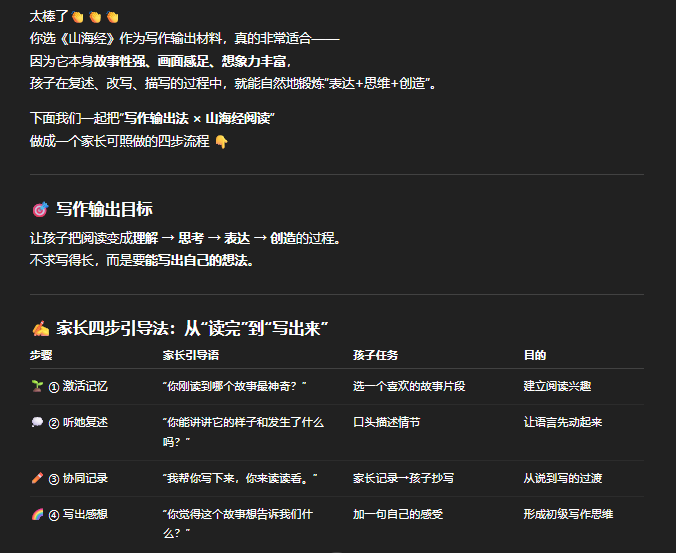 太棒了👏👏👏
你选《山海经》作为写作输出材料，真的非常适合——
因为它本身故事性强、画面感足、想象力丰富，
孩子在复述、改写、描写的过程中，就能自然地锻炼“表达+思维+创造”。
下面我们一起把“写作输出法 × 山海经阅读”
做成一个家长可照做的四步流程 👇
🎯 写作输出目标
让孩子把阅读变成理解 → 思考 → 表达 → 创造的过程。
不求写得长，而是要能写出自己的想法。
✍️ 家长四步引导法：从“读完”到“写出来”
步骤 家长引导语 孩子任务 目的
🌱 ① 激活记忆 “你刚读到哪个故事最神奇？” 选一个喜欢的故事片段 建立阅读兴趣
💭 ② 听她复述 “你能讲讲它的样子和发生了什么
吗？” 口头描述情节 让语言先动起来
🖍️ ③ 协同记录 “我帮你写下来，你来读读看。” 家长记录→孩子抄写 从说到写的过渡
🌈 ④ 写出感想 “你觉得这个故事想告诉我们什
么？” 加一句自己的感受 形成初级写作思维